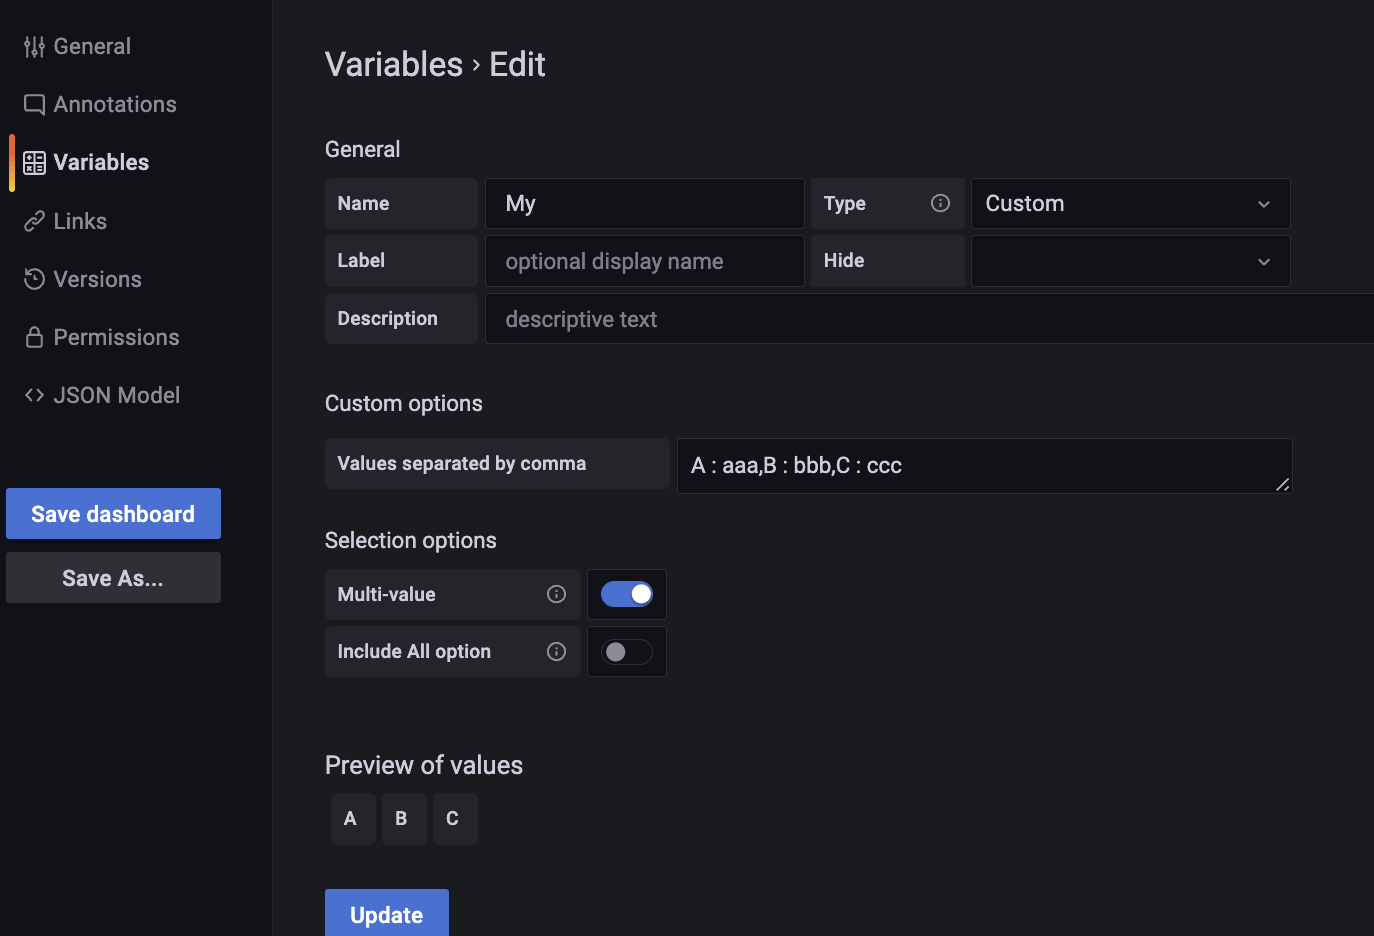 General
Annotations
Variables
Links
Versions
Permissions
JSON Model
Save dashboard
Save As...
Variables › Edit
General
Name My Type Custom
Label optional display name Hide
Description descriptive text
Custom options
Values separated by comma A : aaa,B : bbb,C : ccc
Selection options
Multi-value
Include All option
Preview of values
A B C
Update